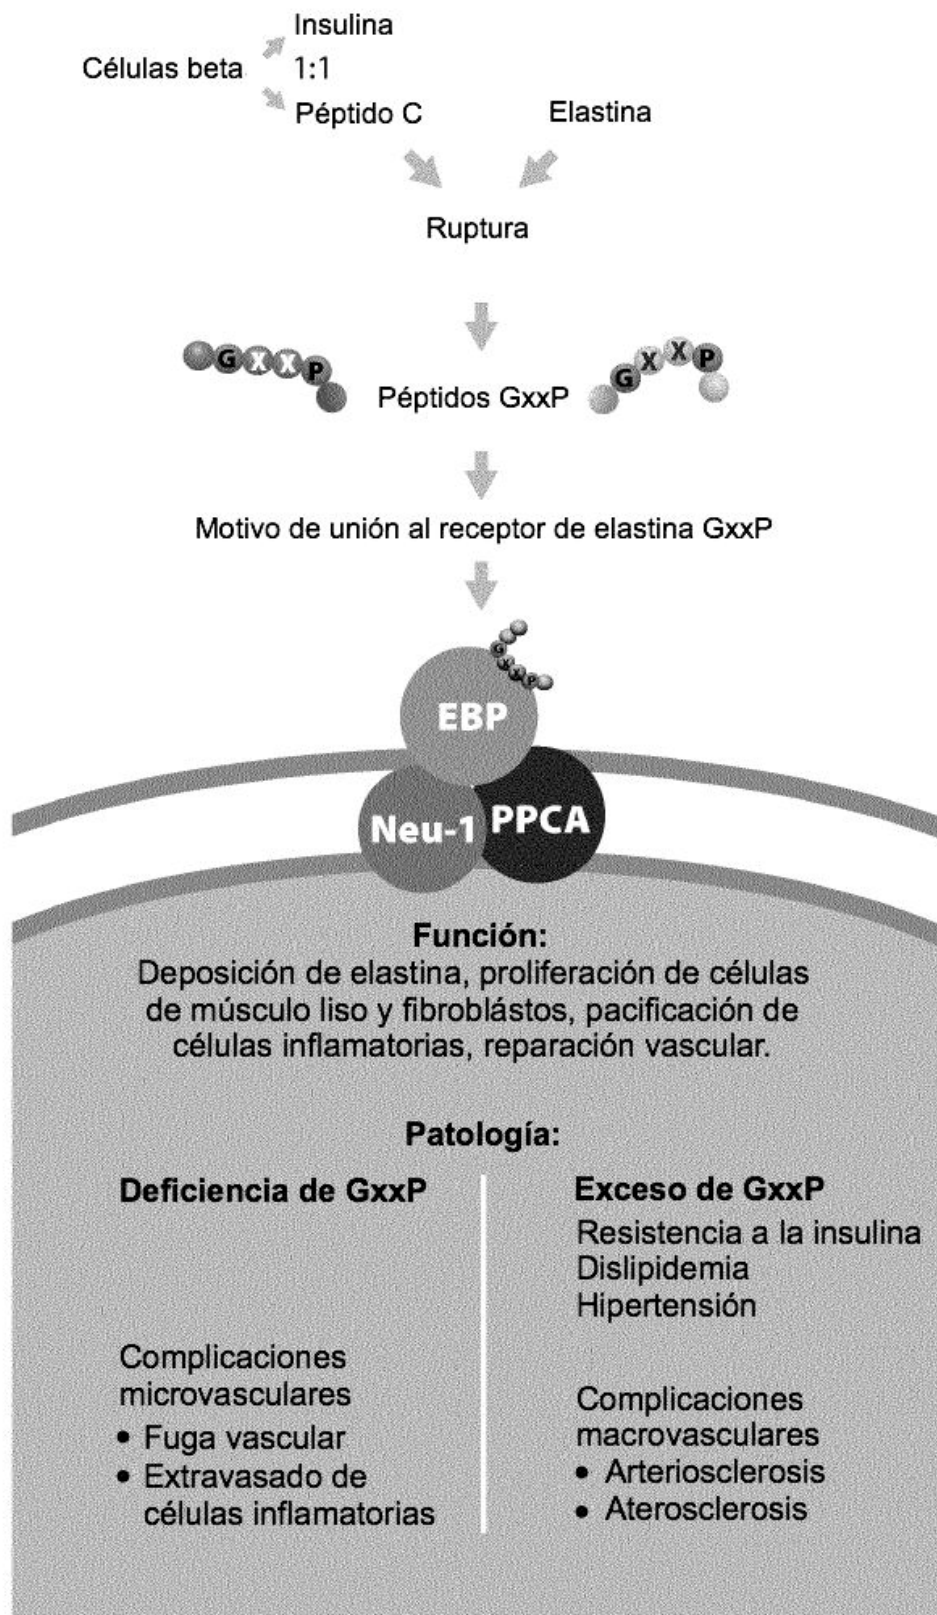 Insulina
Células beta 1:1
Péptido C Elastina
Ruptura
G X X P
Péptidos GxxP
G X X P
Motivo de unión al receptor de elastina GxxP
G X X P
EBP
Neu-1 PPCA
Función:
Deposición de elastina, proliferación de células
de músculo liso y fibroblástos, pacificación de
células inflamatorias, reparación vascular.
Patología:
Deficiencia de GxxP
Complicaciones
microvasculares
• Fuga vascular
• Extravasado de
células inflamatorias
Exceso de GxxP
Resistencia a la insulina
Dislipidemia
Hipertensión
Complicaciones
macrovasculares
• Arteriosclerosis
• Aterosclerosis